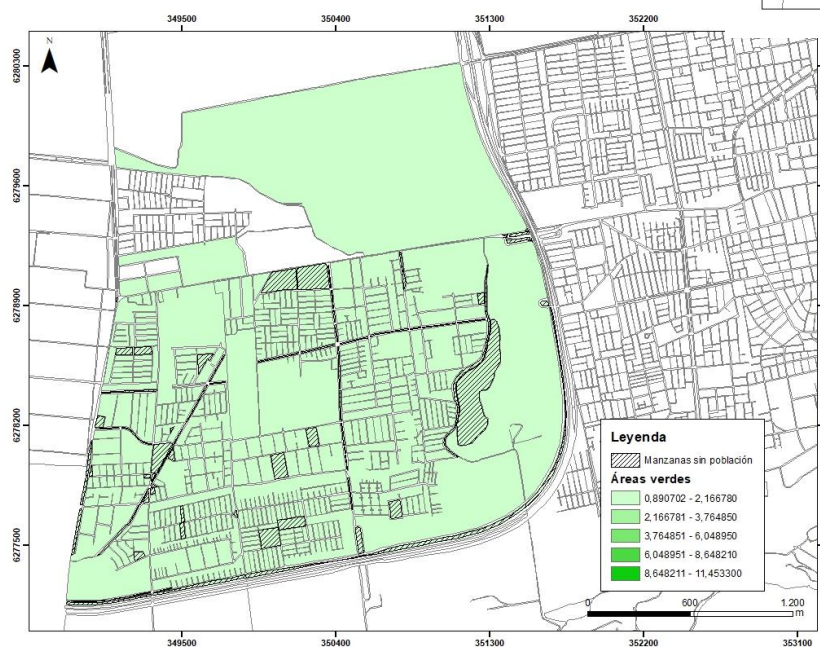 349500 350400 351300 352200
N
6280300
6279600
6278900
6278200
6277500
Leyenda
Manzanas sin población
Áreas verdes
0,890702 - 2,166780
2,166781 - 3,764850
3,764851 - 6,048950
6,048951 - 8,648210
8,648211 - 11,453300
0 600 1.200
m
349500 350400 351300 352200 353100